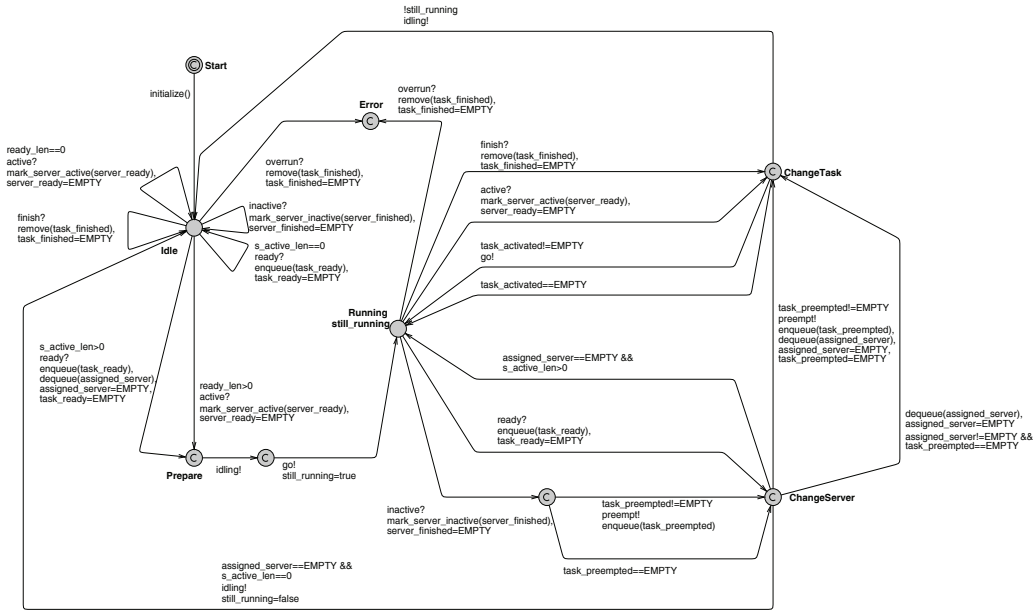 !still_running
idling!
Start
initialize()
Error
overrun?
remove(task_finished),
task_finished=EMPTY
ready_len==0
active?
mark_server_active(server_ready),
server_ready=EMPTY
overrun?
remove(task_finished),
task_finished=EMPTY
finish?
remove(task_finished),
task_finished=EMPTY
ChangeTask
active?
mark_server_active(server_ready),
server_ready=EMPTY
finish?
remove(task_finished),
task_finished=EMPTY
inactive?
mark_server_inactive(server_finished),
server_finished=EMPTY
Idle
s_active_len==0
ready?
enqueue(task_ready),
task_ready=EMPTY
task_activated!=EMPTY
go!
task_activated==EMPTY
Running
still_running
task_preempted!=EMPTY
preempt!
enqueue(task_preempted),
dequeue(assigned_server),
assigned_server=EMPTY,
task_preempted=EMPTY
s_active_len>0
ready?
enqueue(task_ready),
dequeue(assigned_server),
assigned_server=EMPTY,
task_ready=EMPTY
assigned_server==EMPTY &&
s_active_len>0
ready_len>0
active?
mark_server_active(server_ready),
server_ready=EMPTY
ready?
enqueue(task_ready),
task_ready=EMPTY
dequeue(assigned_server),
assigned_server=EMPTY
assigned_server!=EMPTY &&
task_preempted==EMPTY
Prepare
idling!
go!
still_running=true
ChangeServer
inactive?
mark_server_inactive(server_finished),
server_finished=EMPTY
task_preempted!=EMPTY
preempt!
enqueue(task_preempted)
task_preempted==EMPTY
assigned_server==EMPTY &&
s_active_len==0
idling!
still_running=false
C
C
C
C
C
C
C